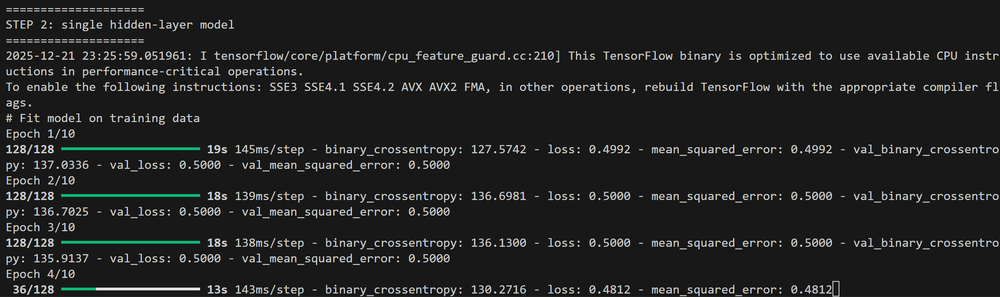 ====================
STEP 2: single hidden-layer model
====================
2025-12-21 23:25:59.051961: I tensorflow/core/platform/cpu_feature_guard.cc:210] This TensorFlow binary is optimized to use available CPU instr
uctions in performance-critical operations.
To enable the following instructions: SSE3 SSE4.1 SSE4.2 AVX AVX2 FMA, in other operations, rebuild TensorFlow with the appropriate compiler fl
ags.
# Fit model on training data
Epoch 1/10
128/128 ━━━━━━━━━━━━━━━━━━━━ 19s 145ms/step - binary_crossentropy: 127.5742 - loss: 0.4992 - mean_squared_error: 0.4992 - val_binary_crossentro
py: 137.0336 - val_loss: 0.5000 - val_mean_squared_error: 0.5000
Epoch 2/10
128/128 ━━━━━━━━━━━━━━━━━━━━ 18s 139ms/step - binary_crossentropy: 136.6981 - loss: 0.5000 - mean_squared_error: 0.5000 - val_binary_crossentro
py: 136.7025 - val_loss: 0.5000 - val_mean_squared_error: 0.5000
Epoch 3/10
128/128 ━━━━━━━━━━━━━━━━━━━━ 18s 138ms/step - binary_crossentropy: 136.1300 - loss: 0.5000 - mean_squared_error: 0.5000 - val_binary_crossentro
py: 135.9137 - val_loss: 0.5000 - val_mean_squared_error: 0.5000
Epoch 4/10
36/128 ━━━━━━━━━━━━━━━━━━━━ 13s 143ms/step - binary_crossentropy: 130.2716 - loss: 0.4812 - mean_squared_error: 0.4812